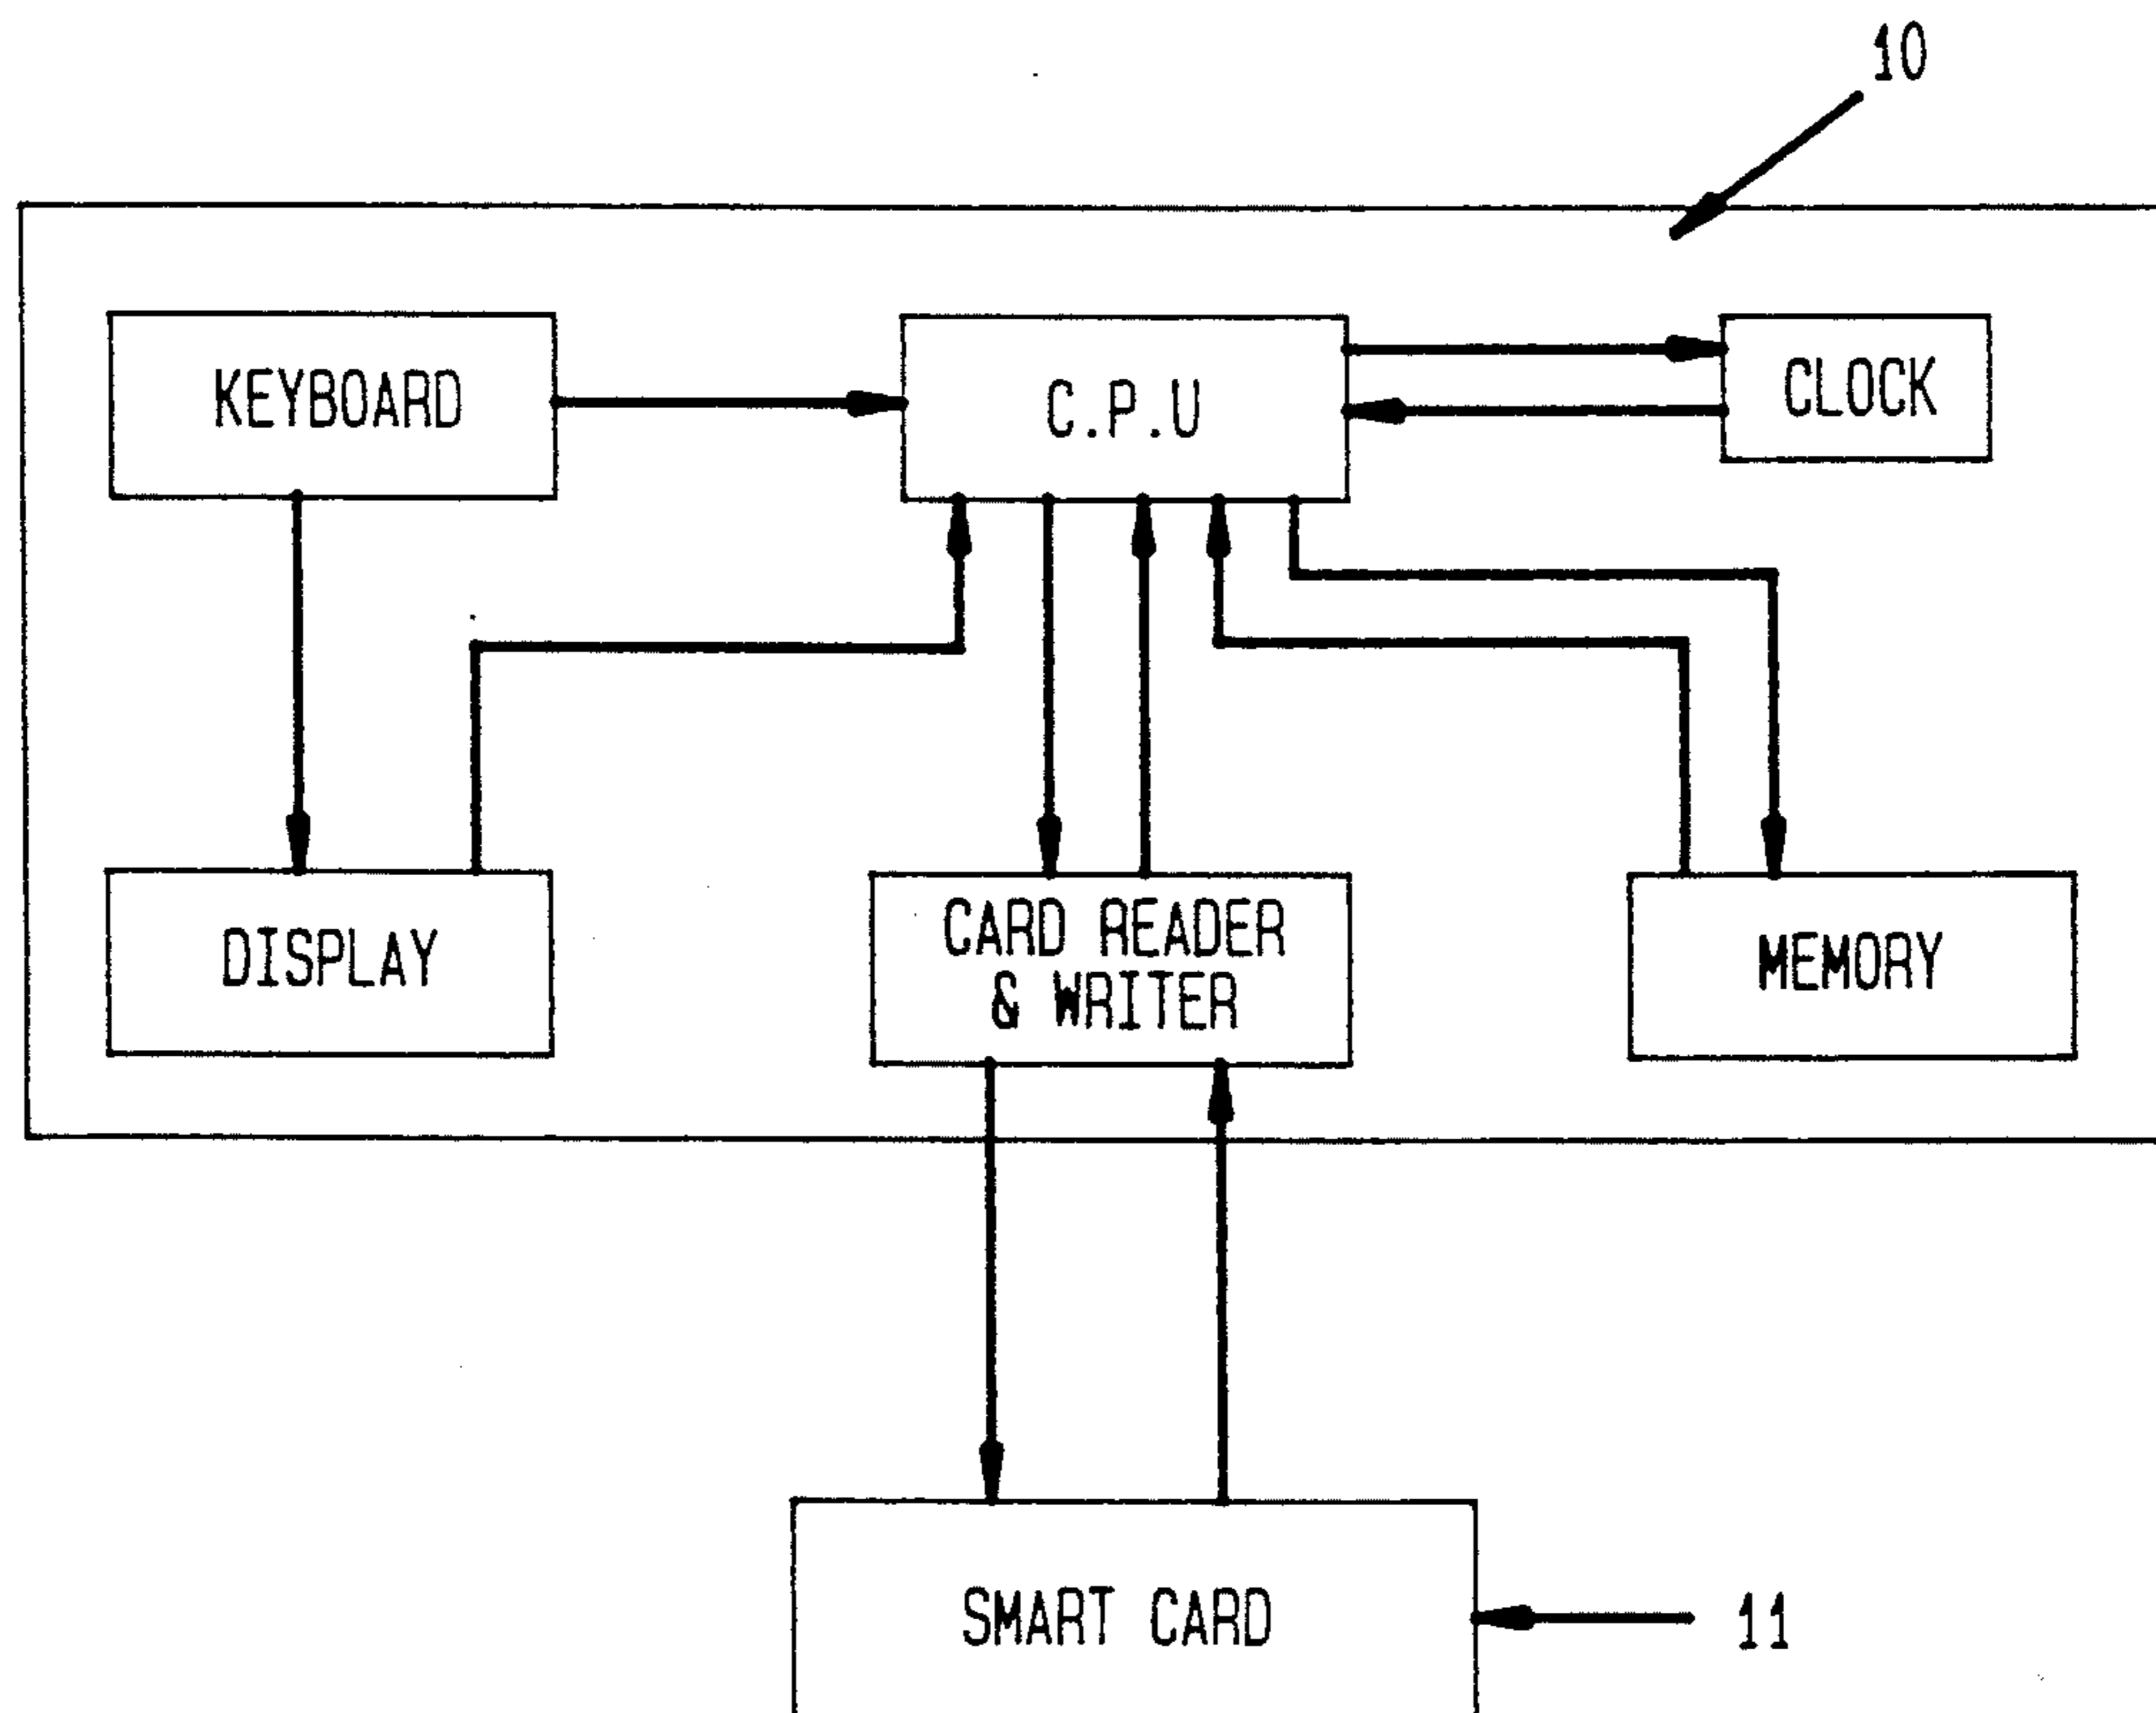 10
KEYBOARD
C.P.U
CLOCK
DISPLAY
CARD READER
& WRITER
MEMORY
SMART CARD
11